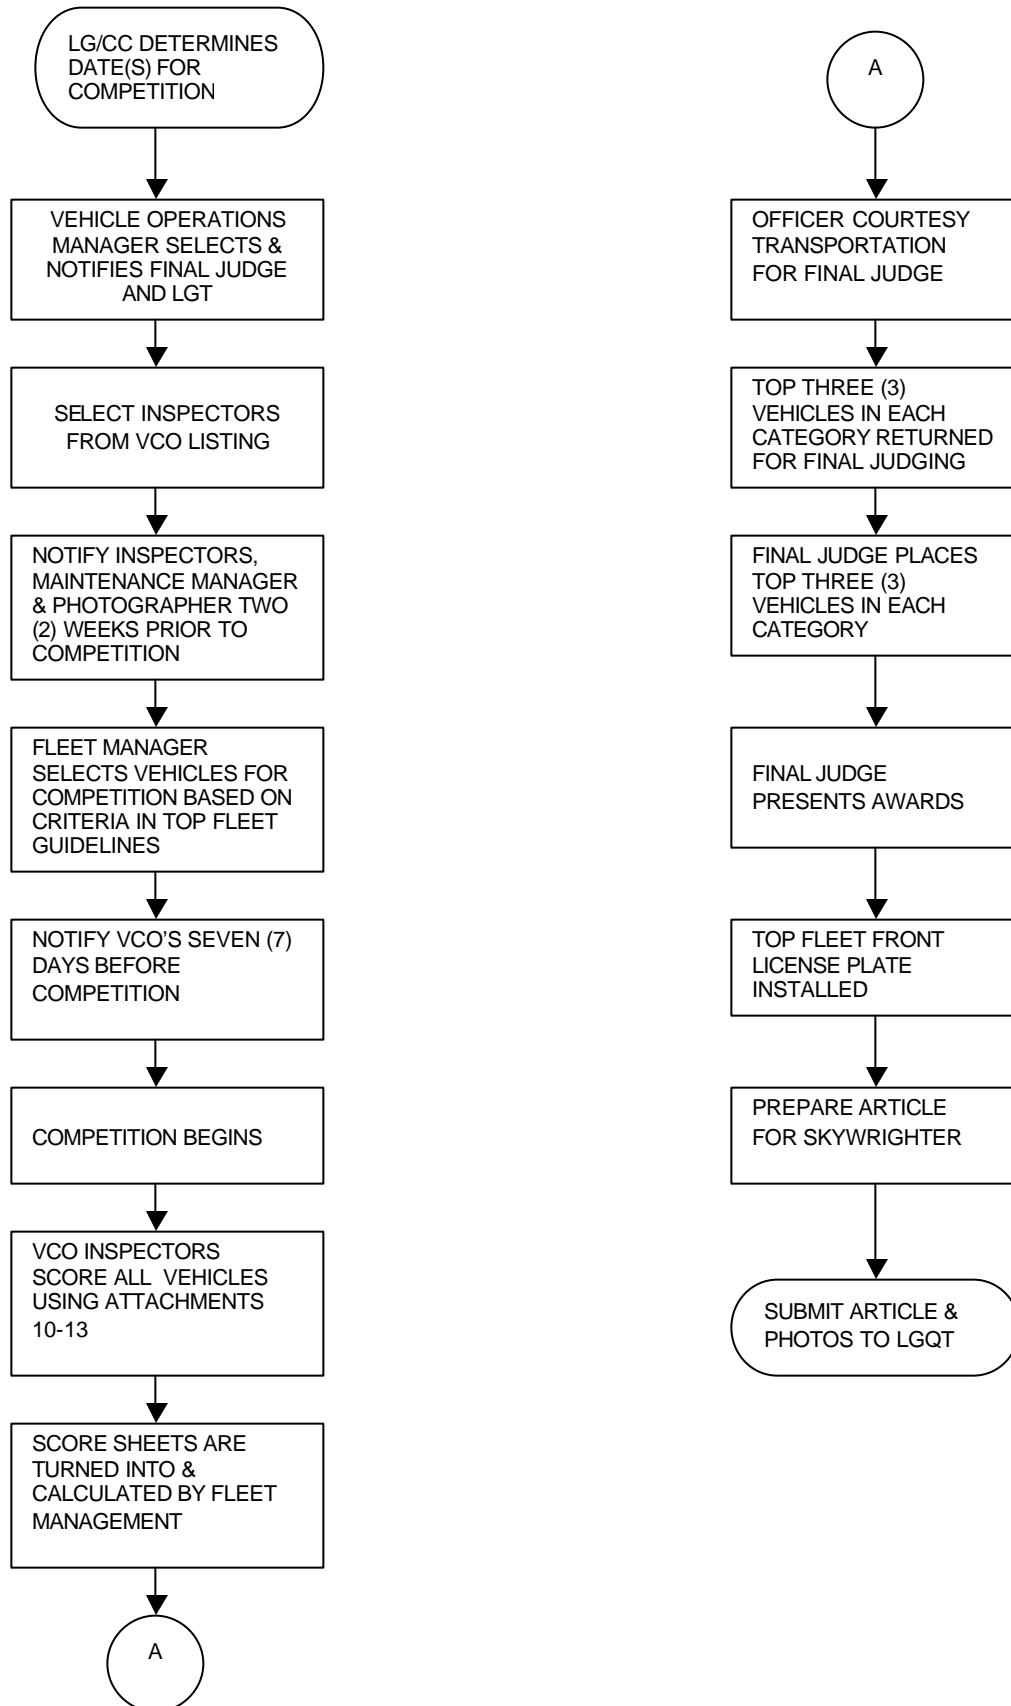 LG/CC DETERMINES
DATE(S) FOR
COMPETITION
VEHICLE OPERATIONS
MANAGER SELECTS &
NOTIFIES FINAL JUDGE
AND LGT
SELECT INSPECTORS
FROM VCO LISTING
NOTIFY INSPECTORS,
MAINTENANCE MANAGER
& PHOTOGRAPHER TWO
(2) WEEKS PRIOR TO
COMPETITION
FLEET MANAGER
SELECTS VEHICLES FOR
COMPETITION BASED ON
CRITERIA IN TOP FLEET
GUIDELINES
NOTIFY VCO'S SEVEN (7)
DAYS BEFORE
COMPETITION
COMPETITION BEGINS
VCO INSPECTORS
SCORE ALL VEHICLES
USING ATTACHMENTS
10-13
SCORE SHEETS ARE
TURNED INTO &
CALCULATED BY FLEET
MANAGEMENT
A
A
OFFICER COURTESY
TRANSPORTATION
FOR FINAL JUDGE
TOP THREE (3)
VEHICLES IN EACH
CATEGORY RETURNED
FOR FINAL JUDGING
FINAL JUDGE PLACES
TOP THREE (3)
VEHICLES IN EACH
CATEGORY
FINAL JUDGE
PRESENTS AWARDS
TOP FLEET FRONT
LICENSE PLATE
INSTALLED
PREPARE ARTICLE
FOR SKYWRIGHTER
SUBMIT ARTICLE &
PHOTOS TO LGQT